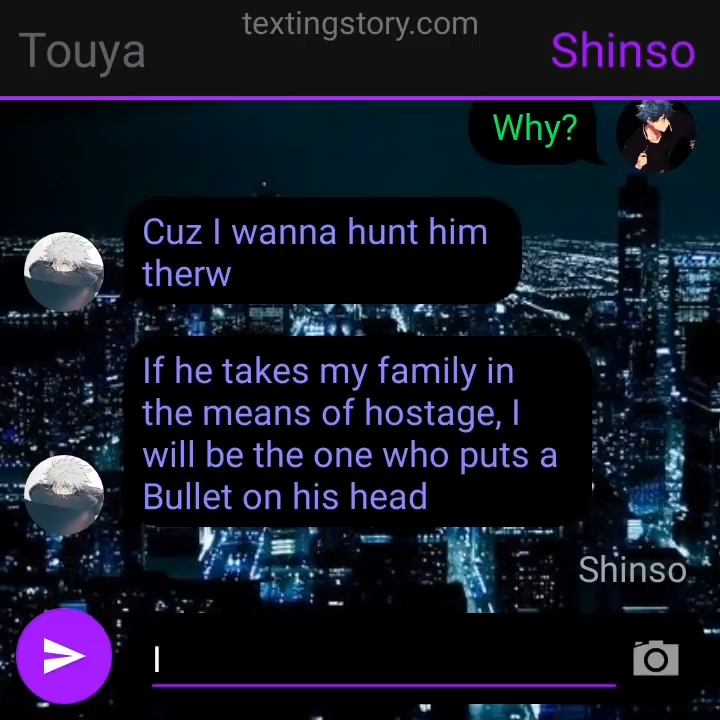 textingstory.com
Touya
Shinso
Why?
Cuz I wanna hunt him
therw
If he takes my family in
the means of hostage, I
will be the one who puts a
Bullet on his head
Shinso